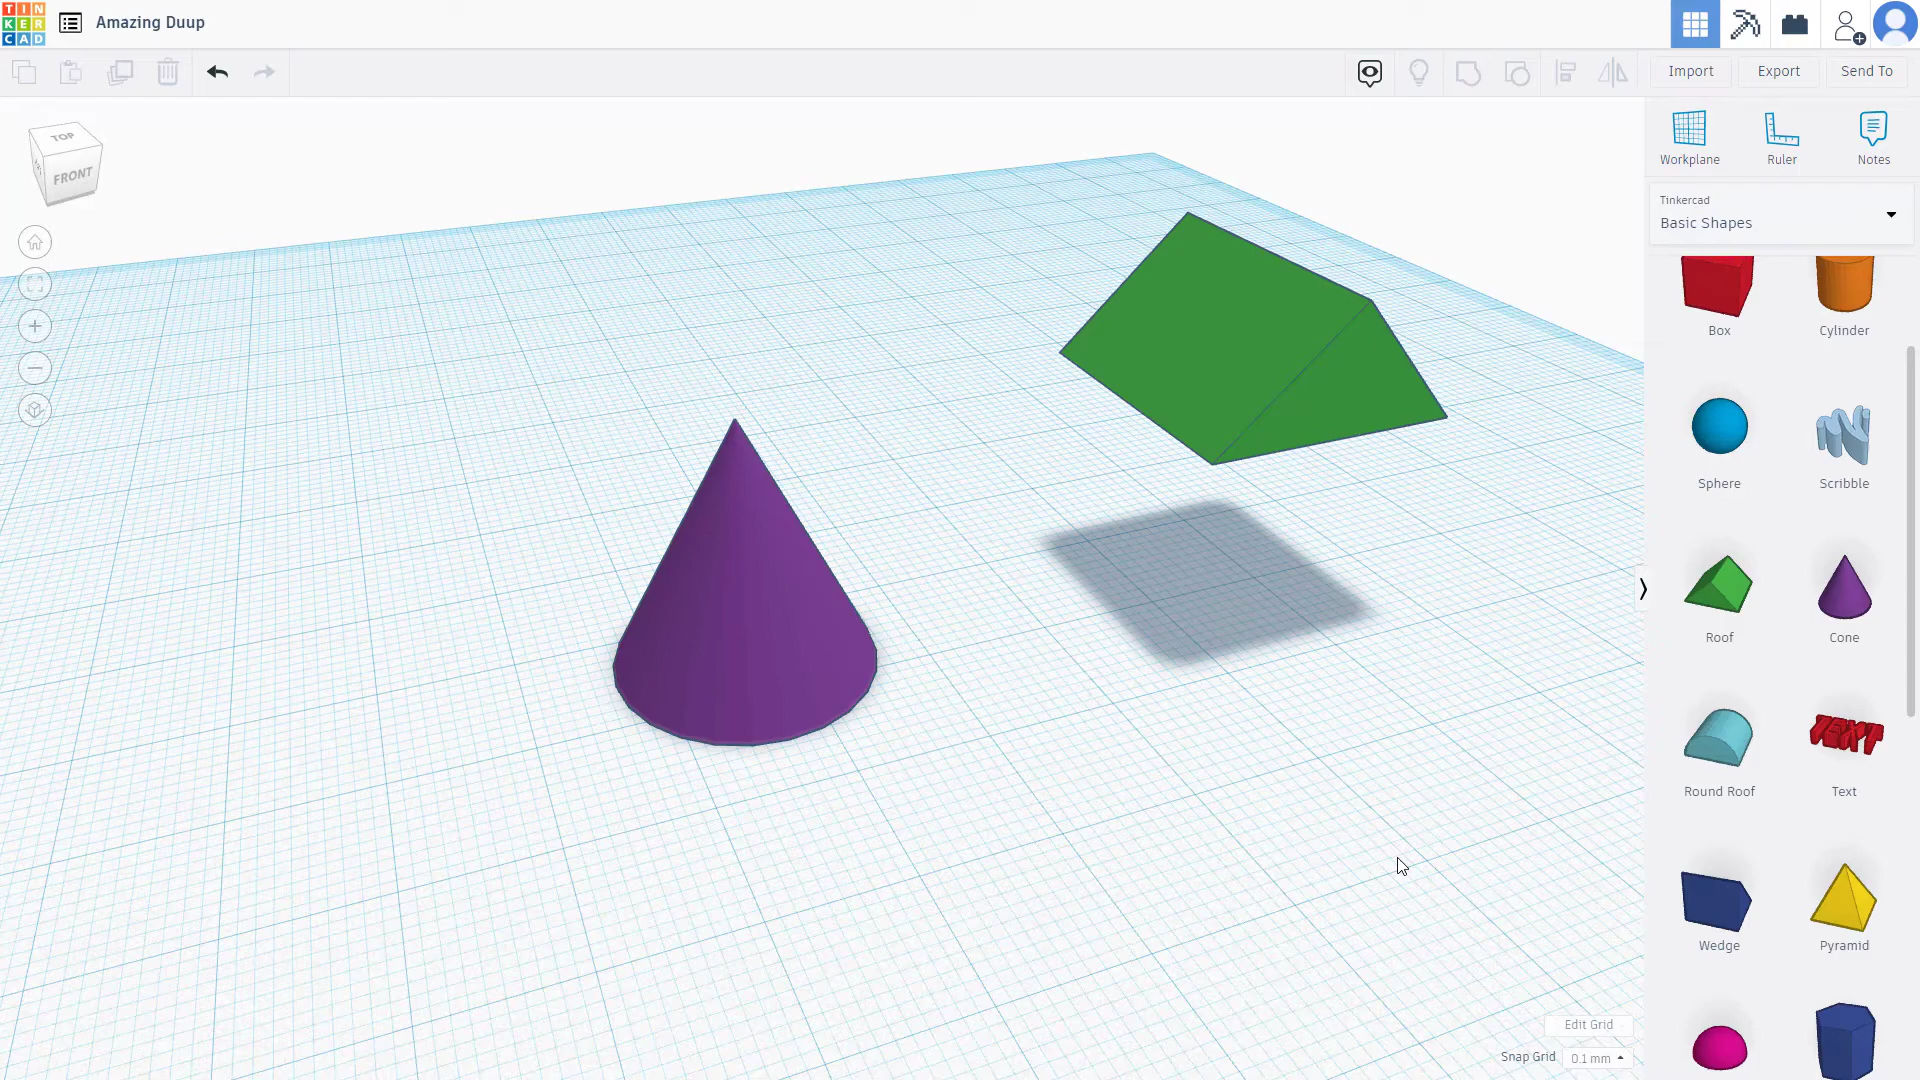 TIN
KER
CAD
Amazing Duup
Import
Export
Send To
TOP
FRONT
Workplane
Ruler
Notes
Tinkercad
Basic Shapes
Box
Cylinder
Sphere
Scribble
Roof
Cone
Round Roof
TEXT
Text
Wedge
Pyramid
Edit Grid
Snap Grid
0.1 mm